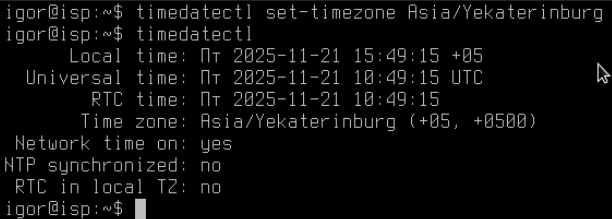 igor@isp:~$ timedatectl set-timezone Asia/Yekaterinburg
igor@isp:~$ timedatectl
Local time: Пт 2025-11-21 15:49:15 +05
Universal time: Пт 2025-11-21 10:49:15 UTC
RTC time: Пт 2025-11-21 10:49:15
Time zone: Asia/Yekaterinburg (+05, +0500)
Network time on: yes
NTP synchronized: no
RTC in local TZ: no
igor@isp:~$